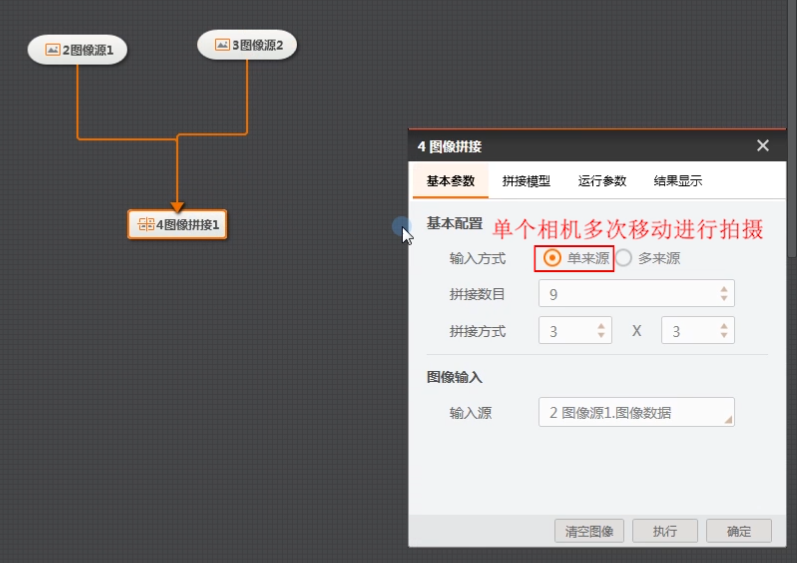 2图像源1
3图像源2
4图像拼接1
4 图像拼接
基本参数 拼接模型 运行参数 结果显示
基本配置 单个相机多次移动进行拍摄
输入方式 单来源 多来源
拼接数目 9
拼接方式 3 X 3
图像输入
输入源 2 图像源1.图像数据
清空图像 执行 确定